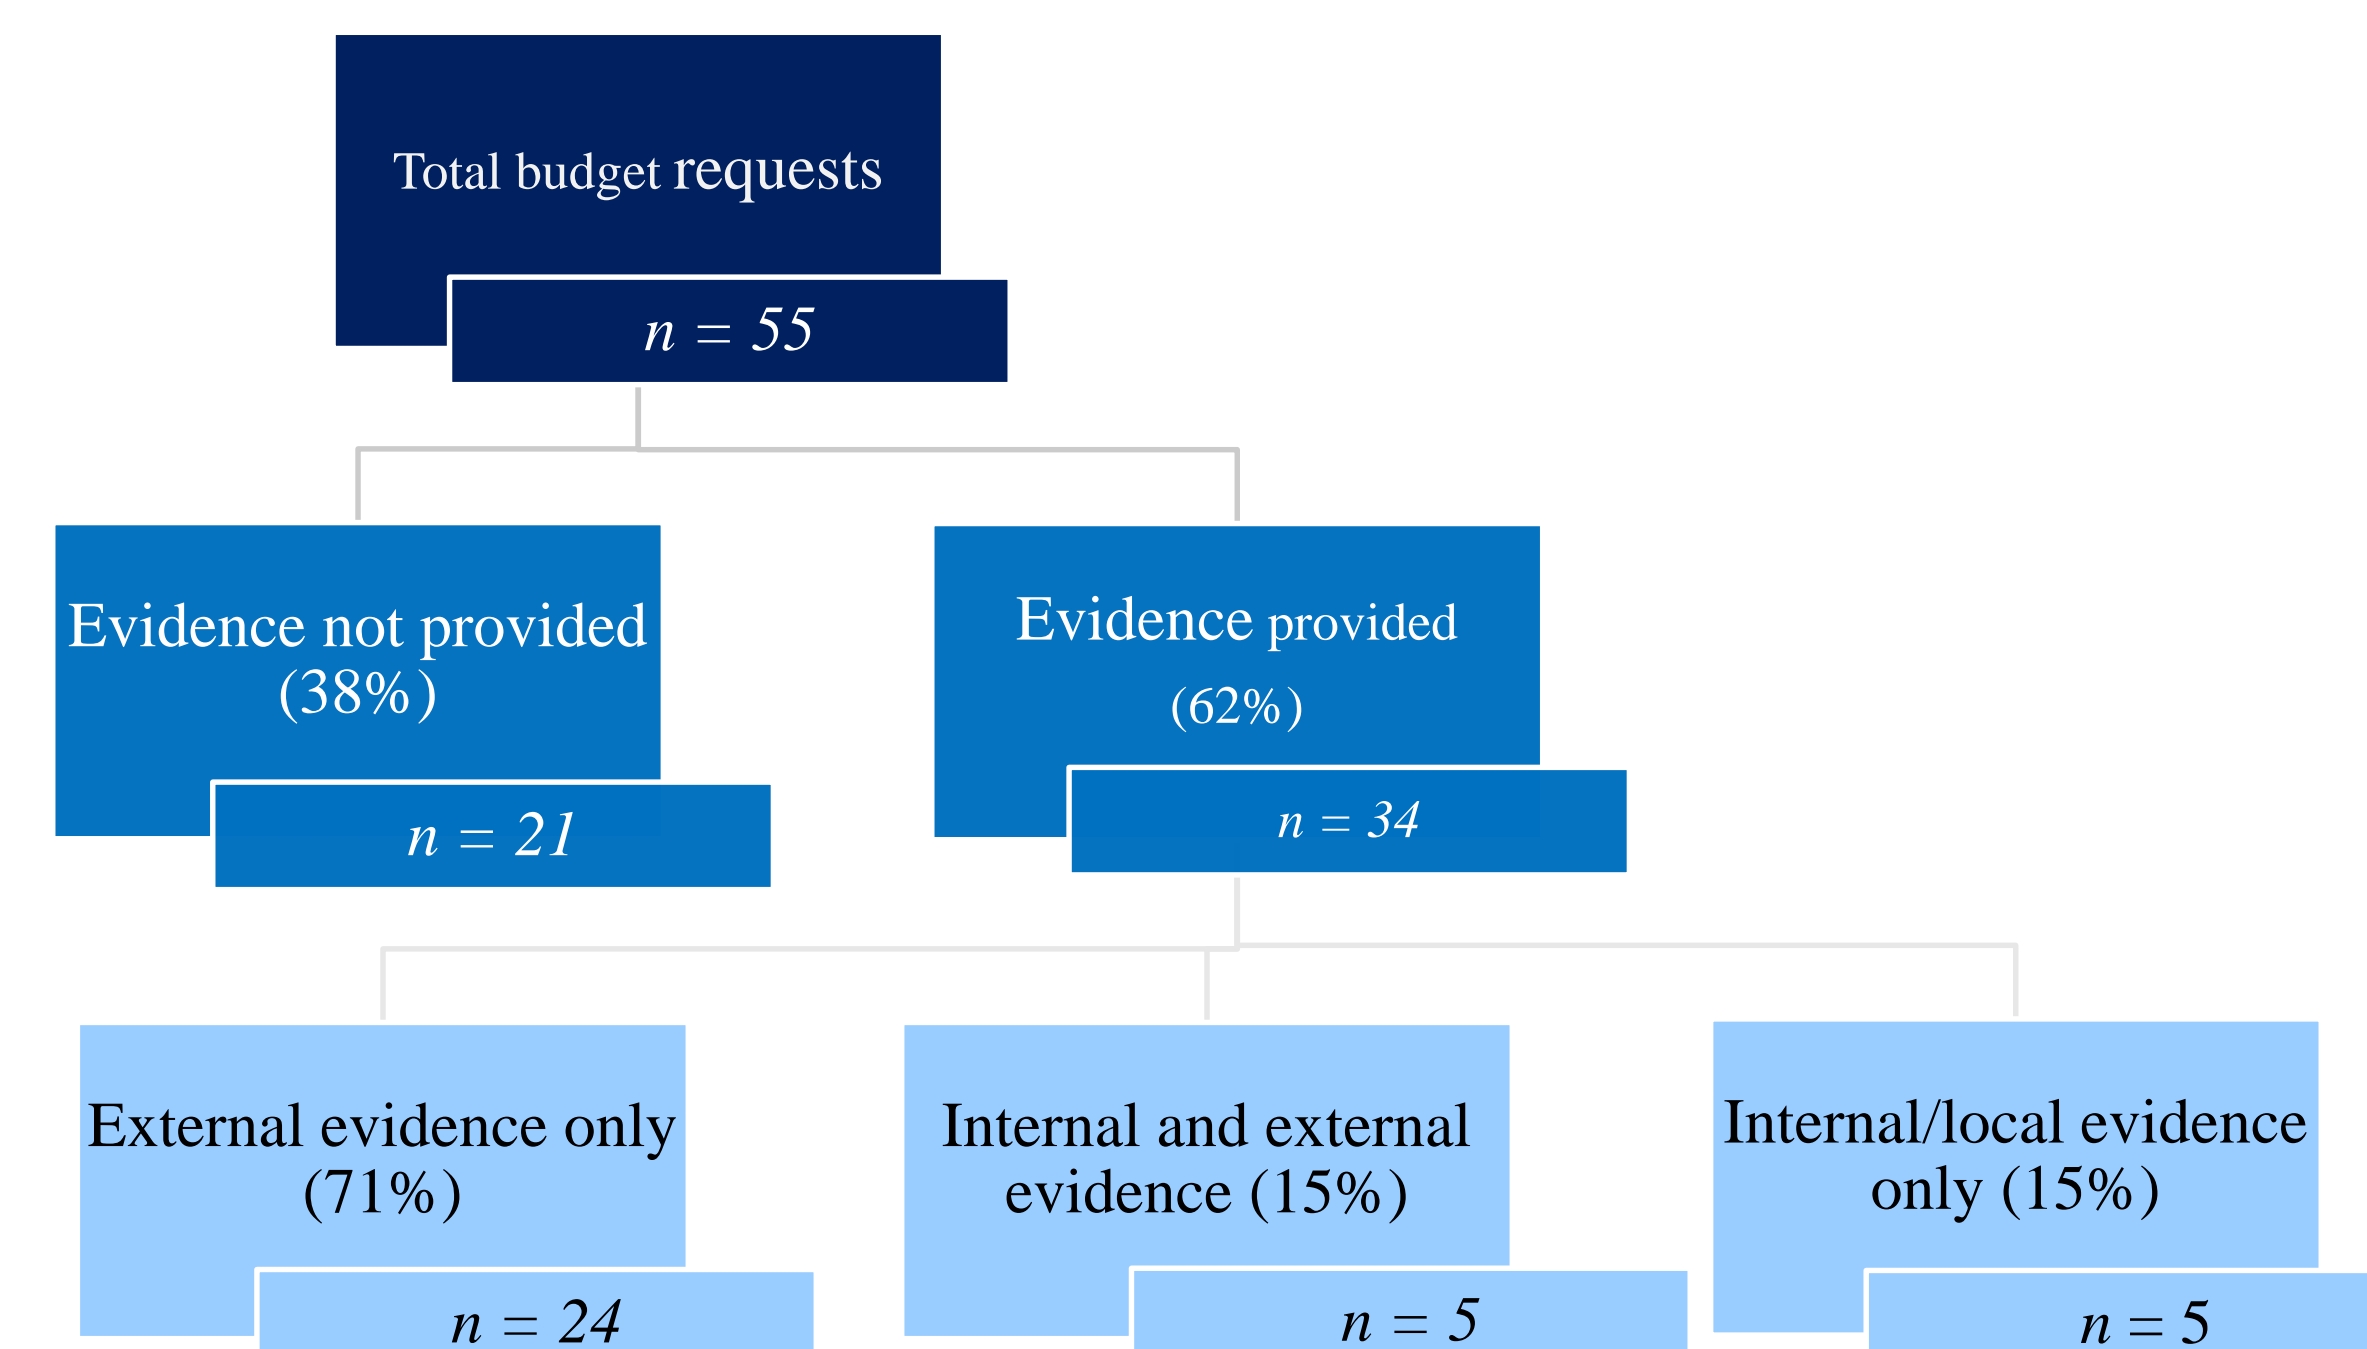 Total budget requests
n = 55
Evidence not provided
(38%)
n = 21
Evidence provided
(62%)
n = 34
External evidence only
(71%)
n = 24
Internal and external
evidence (15%)
n = 5
Internal/local evidence
only (15%)
n = 5